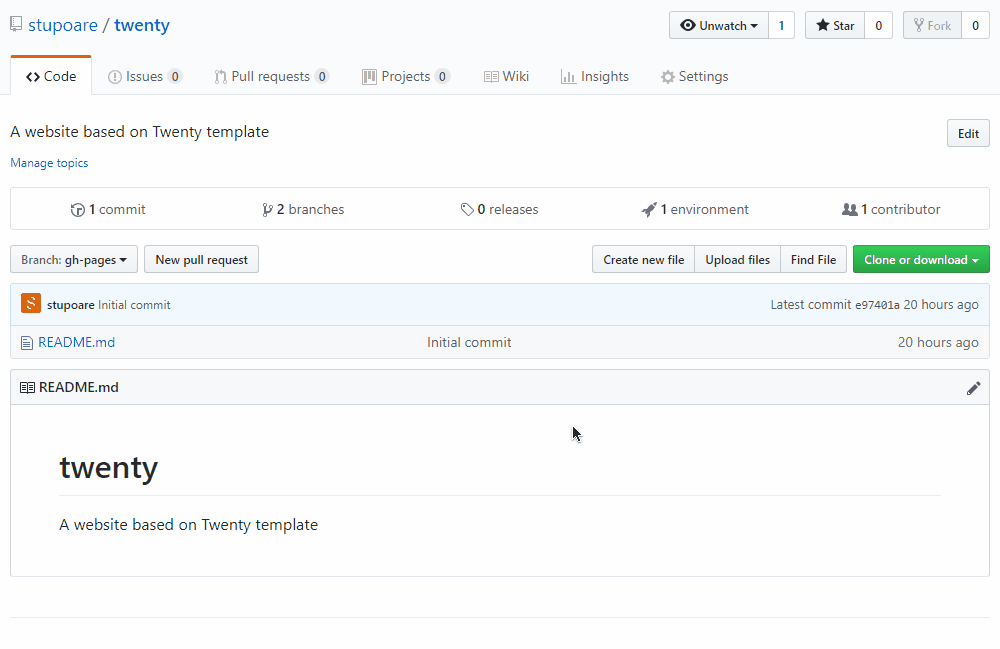 stupoare / twenty
Unwatch 1 Star 0 Fork 0
Code Issues 0 Pull requests 0 Projects 0 Wiki Insights Settings
A website based on Twenty template
Edit
Manage topics
1 commit 2 branches 0 releases 1 environment 1 contributor
Branch: gh-pages New pull request Create new file Upload files Find File Clone or download
stupoare Initial commit Latest commit e97401a 20 hours ago
README.md Initial commit 20 hours ago
README.md
twenty
A website based on Twenty template